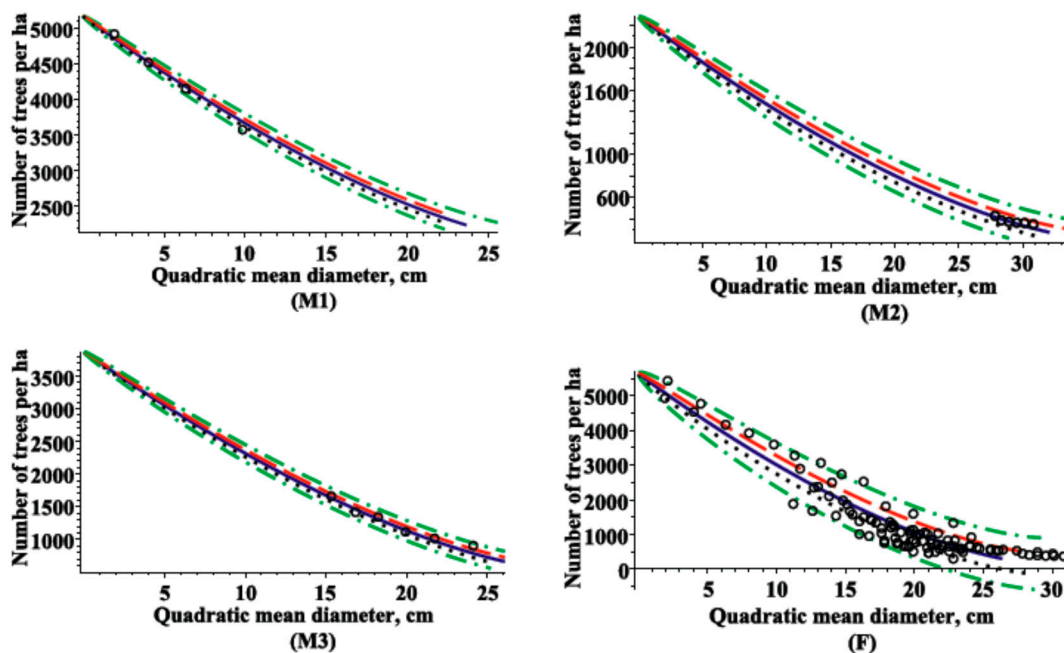 Number of trees per ha
5000
4500
4000
3500
3000
2500
5 10 15 20 25
Quadratic mean diameter, cm
(M1)
Number of trees per ha
2000
1600
1000
600
5 10 15 20 25 30
Quadratic mean diameter, cm
(M2)
Number of trees per ha
3500
3000
2500
2000
1500
1000
5 10 15 20 25
Quadratic mean diameter, cm
(M3)
Number of trees per ha
5000
4000
3000
2000
1000
0
5 10 15 20 25 30
Quadratic mean diameter, cm
(F)